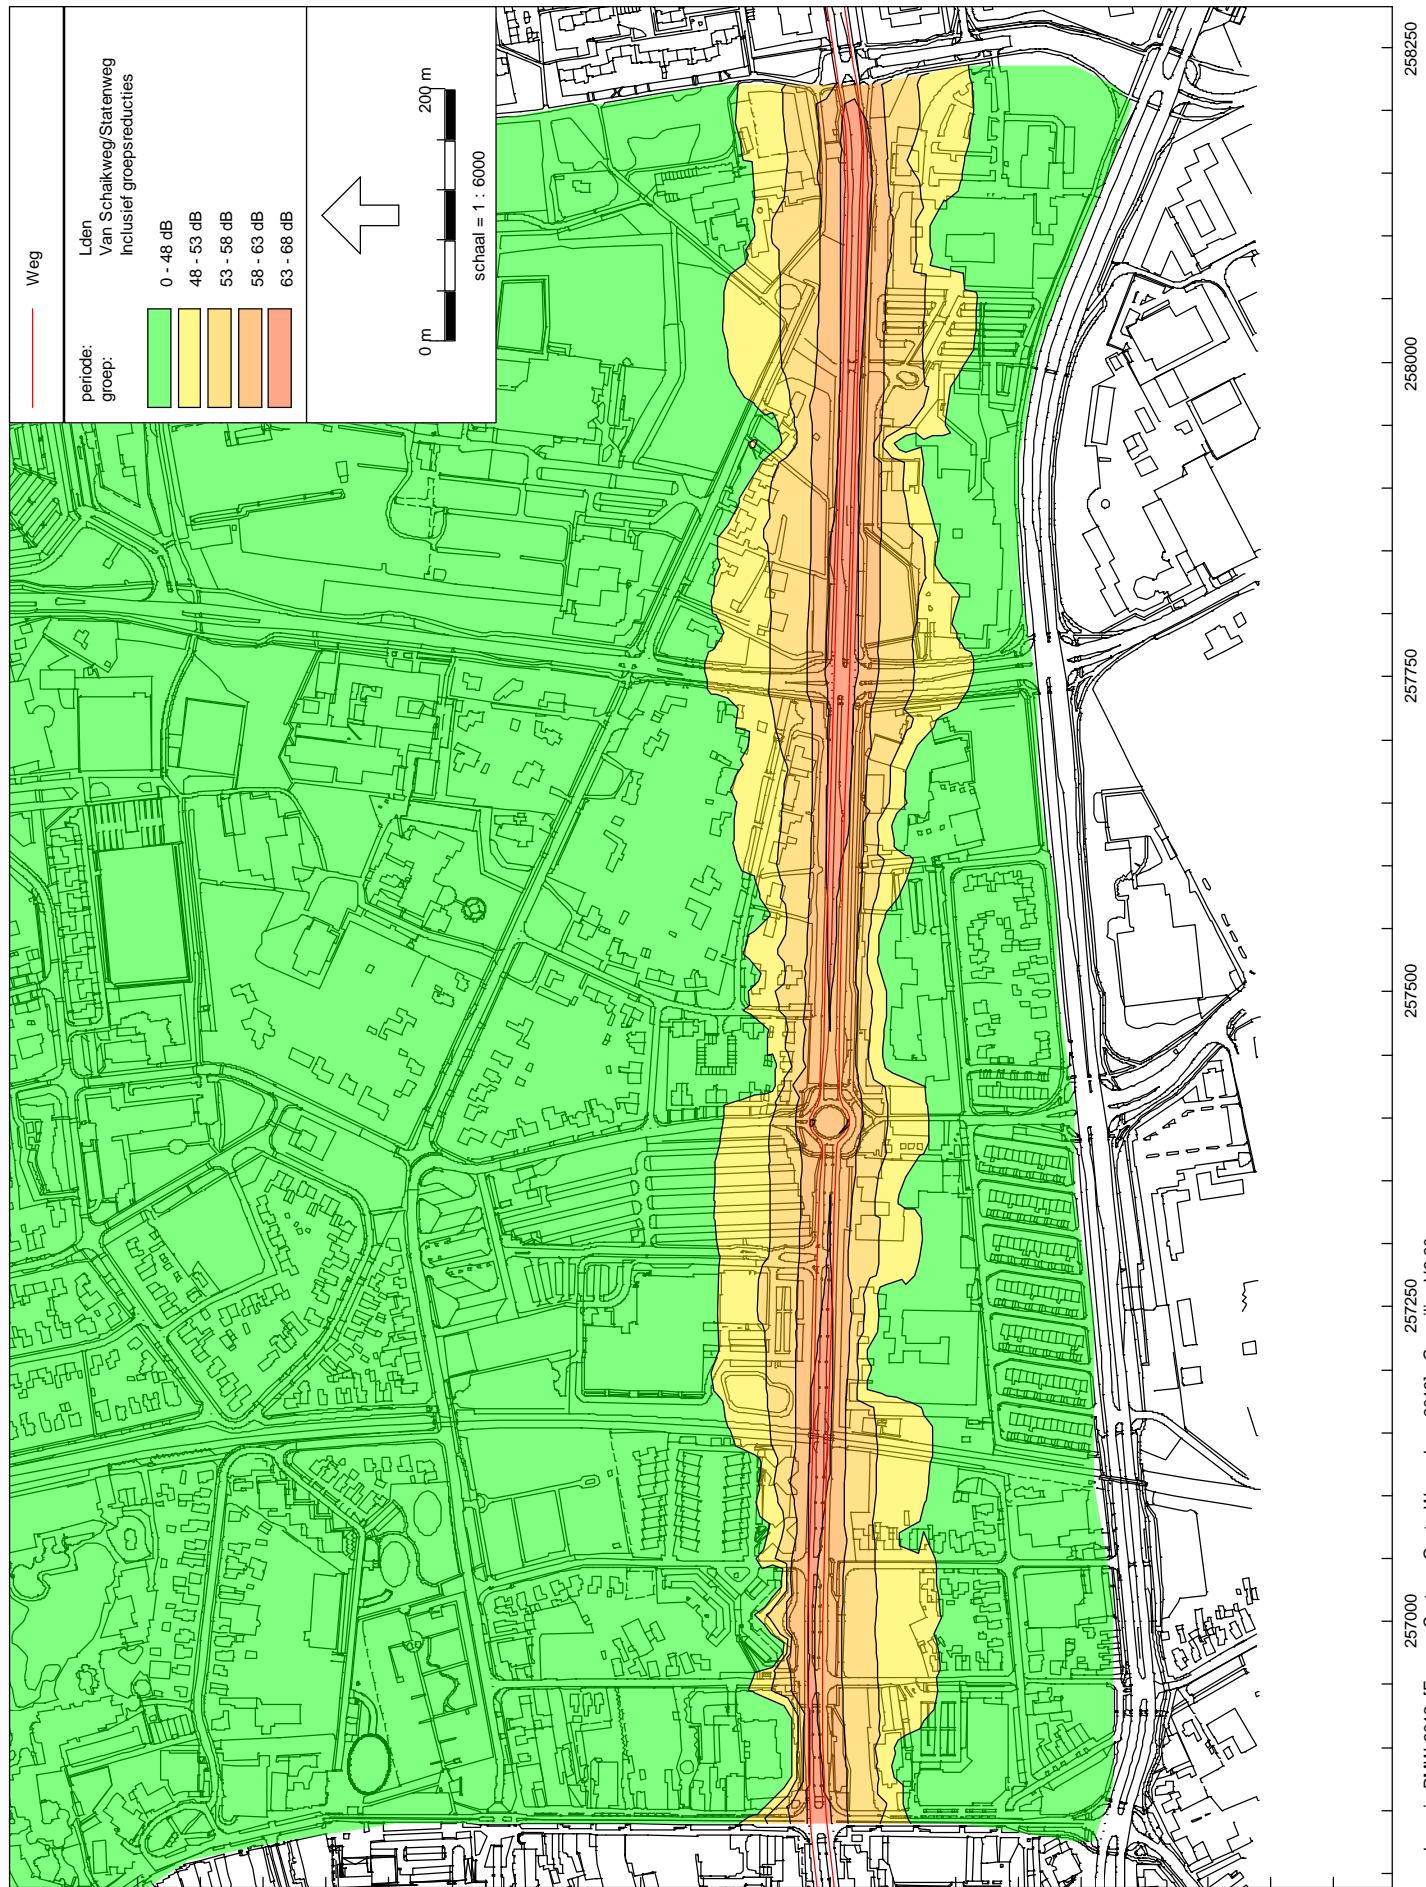 Weg
periode: Lden
groep: Van Schaikweg/Statenweg
Inclusief groepsreducties
0 - 48 dB
48 - 53 dB
53 - 58 dB
58 - 63 dB
63 - 68 dB
0 m 200 m
schaal = 1 : 6000
257000 257250 257500 257750 258000 258250